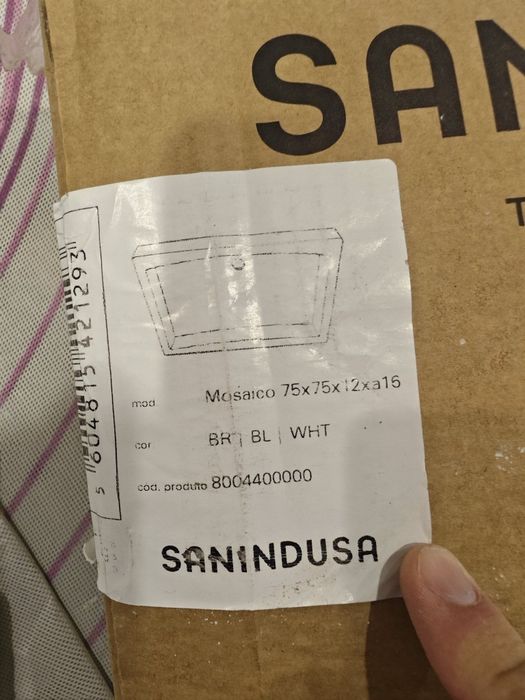 SAN
T
mod. Mosaico 75x75x12xa16
cor BR | BL | WHT
cod. produto 8004400000
SANINDUSA
5 604815 421293